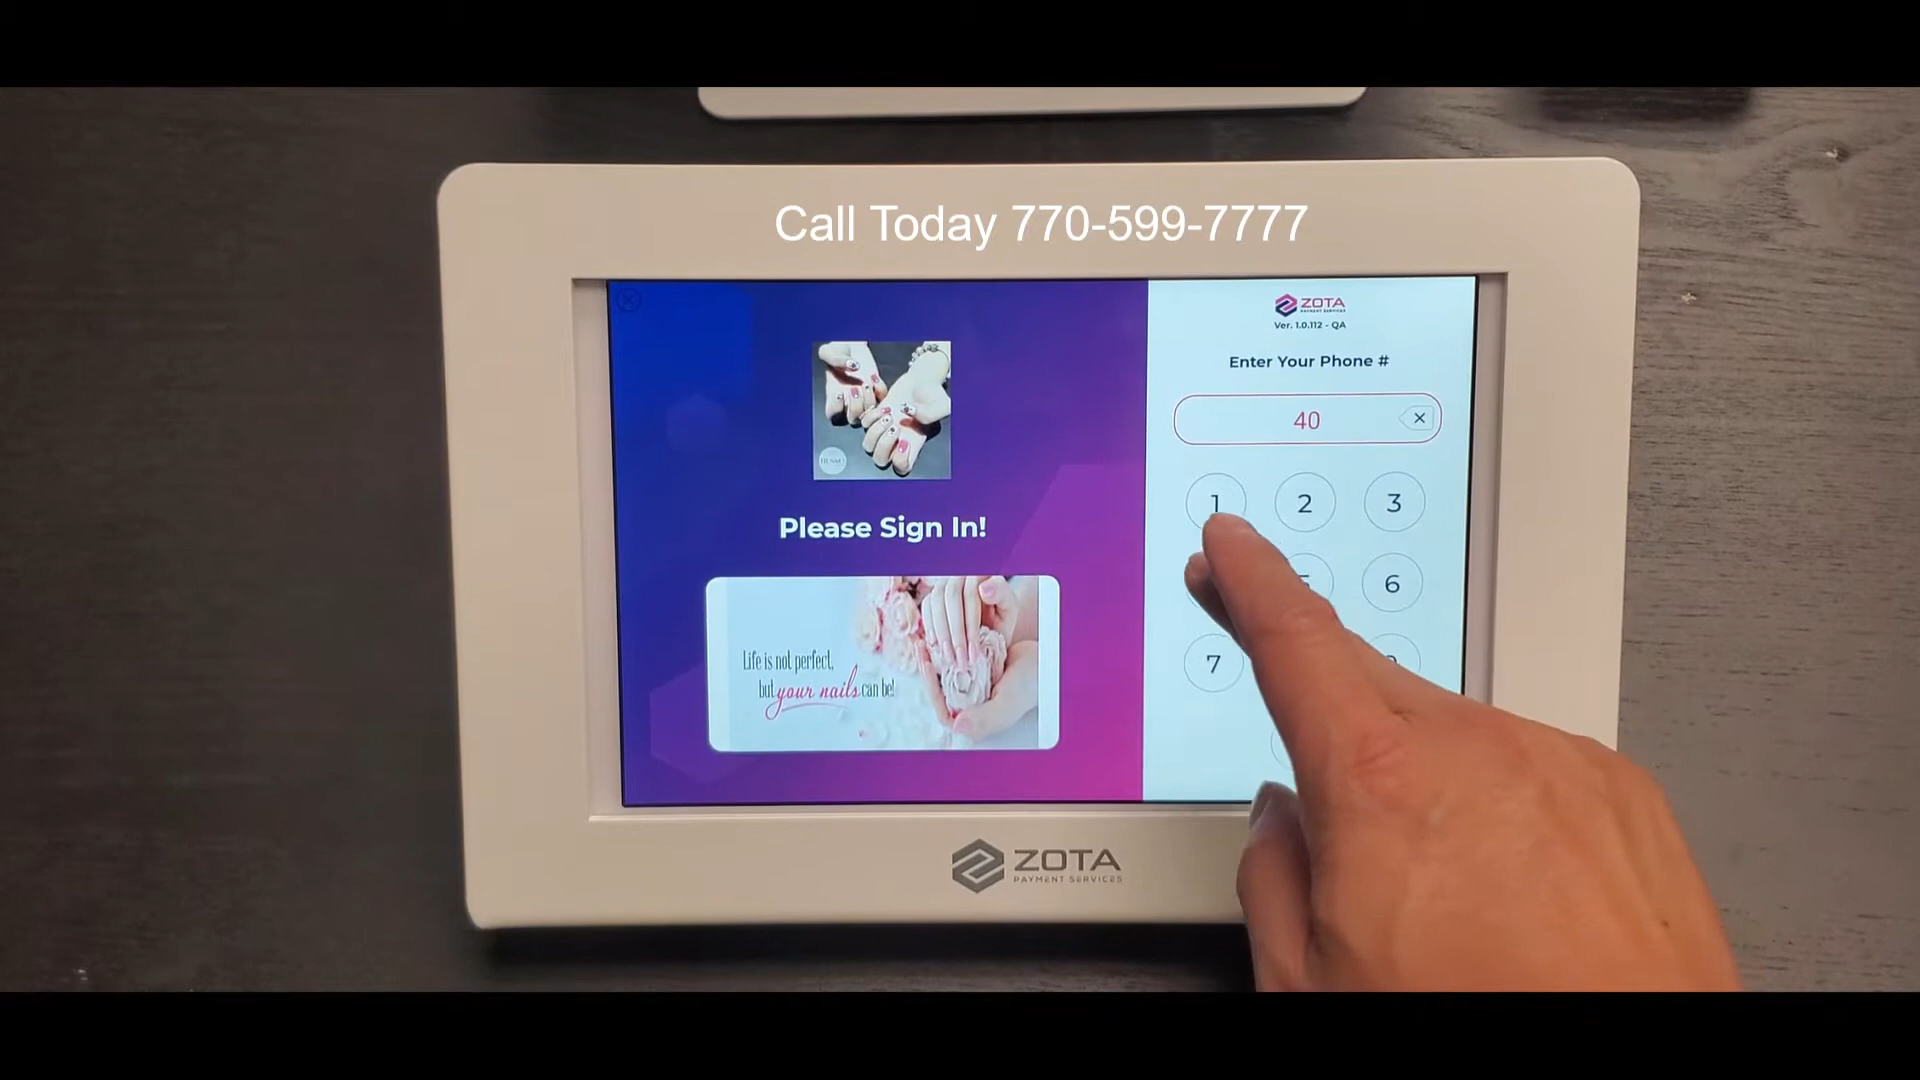 Call Today 770-599-7777
ZOTA
PAYMENT SERVICES
Ver. 1.0.112 - QA
Enter Your Phone #
40
1 2 3
6
7
Please Sign In!
Life is not perfect,
but your nails can be!
ZOTA
PAYMENT SERVICES